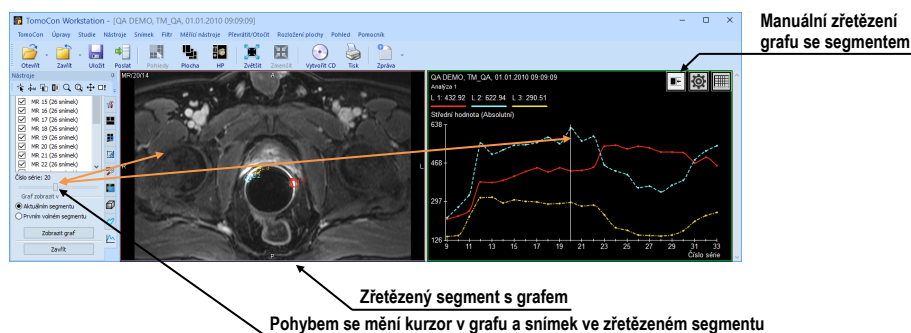 TomoCon Workstation - [QA DEMO, TM_QA, 01.01.2010 09:09:09]
TomoCon Úpravy Studie Nástroje Snímek Filtr Měřící nástroje Převrátit/Otočit Rozložení plochy Pohled Pomocník
Otevřít Zavřít Uložit Poslat Pohledy Plocha HP Zvětšit Zmenšit Vytvořit CD Tisk Zpráva
Manuální zřetězení
grafu se segmentem
Nástroje
MR 15 (26 snímek)
MR 16 (26 snímek)
MR 17 (26 snímek)
MR 18 (26 snímek)
MR 19 (26 snímek)
MR 20 (26 snímek)
MR 21 (26 snímek)
MR 22 (26 snímek)
Číslo série: 20
Graf zobrazit v
Aktuálním segmentu
Prvním volném segmentu
Zobrazit graf
Zavřít
MR/20/14
A
R
L
P
QA DEMO, TM_QA, 01.01.2010 09:09:09
Analýza 1
L 1: 432.92 L 2: 622.94 L 3: 290.51
Střední hodnota (Absolutní)
638
468
297
126
9 11 13 15 17 19 21 23 25 27 29 31 33
Číslo série
Zřetězený segment s grafem
Pohybem se mění kurzor v grafu a snímek ve zřetězeném segmentu